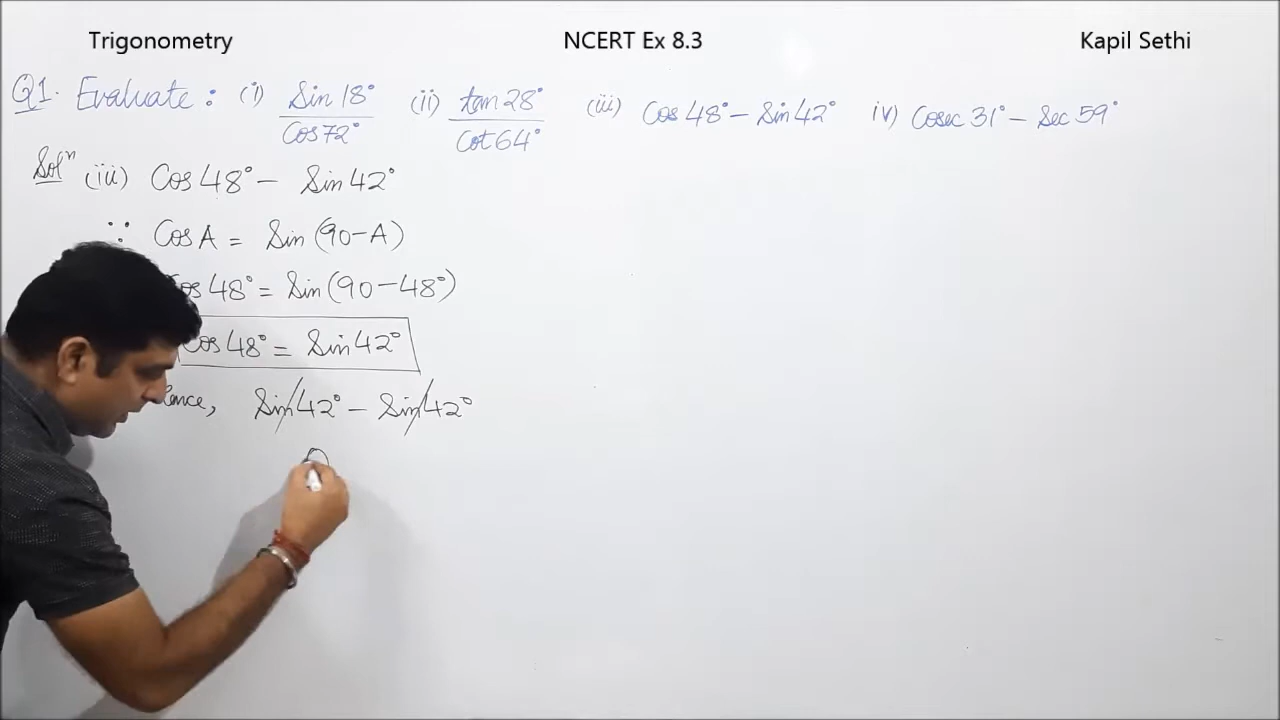 Trigonometry NCERT Ex 8.3 Kapil Sethi
Q1. Evaluate : (i) Sin 18° / Cos 72° (ii) tan 28° / Cot 64° (iii) Cos 48° – Sin 42° iv) Cosec 31° – Sec 59°
Solⁿ (iii) Cos 48° – Sin 42°
∵ Cos A = Sin (90 – A)
Cos 48° = Sin (90 – 48°)
Cos 48° = Sin 42°
Sin 42° – Sin 42°